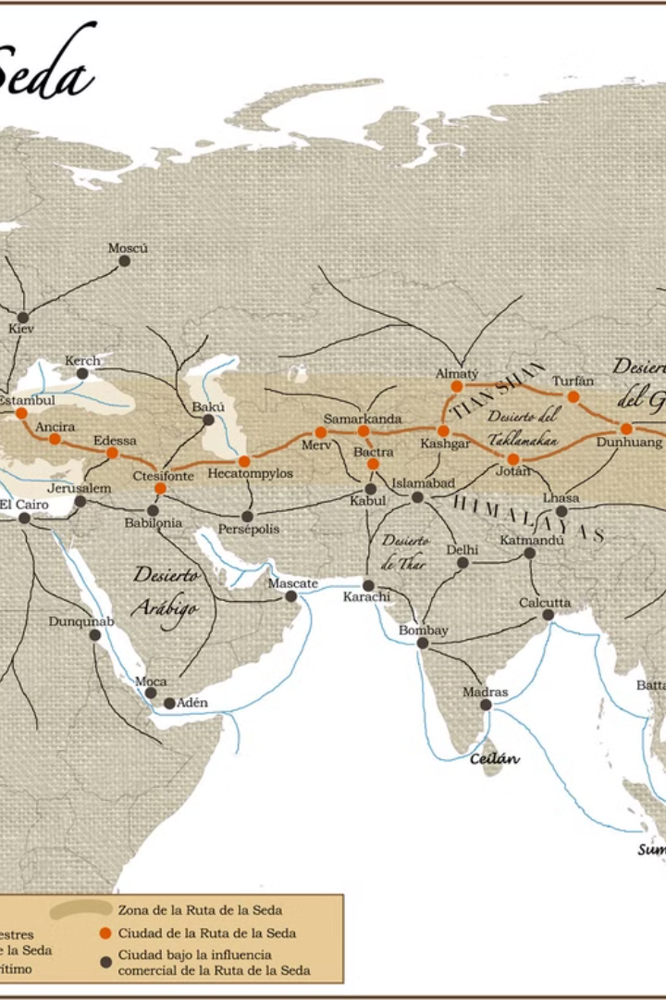 Seda
Moscú
Kiev
Kerch
Estambul
Ancira
Edessa
Bakú
Ctesifonte
Hecatompylos
Merv
Samarkanda
Bactra
Kashgar
Almatý
TIAN SHAN
Turfán
Desierto del
Taklamakan
Jotán
Dunhuang
del G
Jerusalem
El Cairo
Babilonia
Persépolis
Kabul
Islamabad
HIMALAYAS
Lhasa
Katmandú
Desierto
de Thar
Delhi
Desierto
Arábigo
Mascate
Karachi
Calcutta
Bombay
Dunqunab
Moca
Adén
Madras
Ceilán
Zona de la Ruta de la Seda
Ciudad de la Ruta de la Seda
e la Seda
Ciudad bajo la influencia
comercial de la Ruta de la Seda